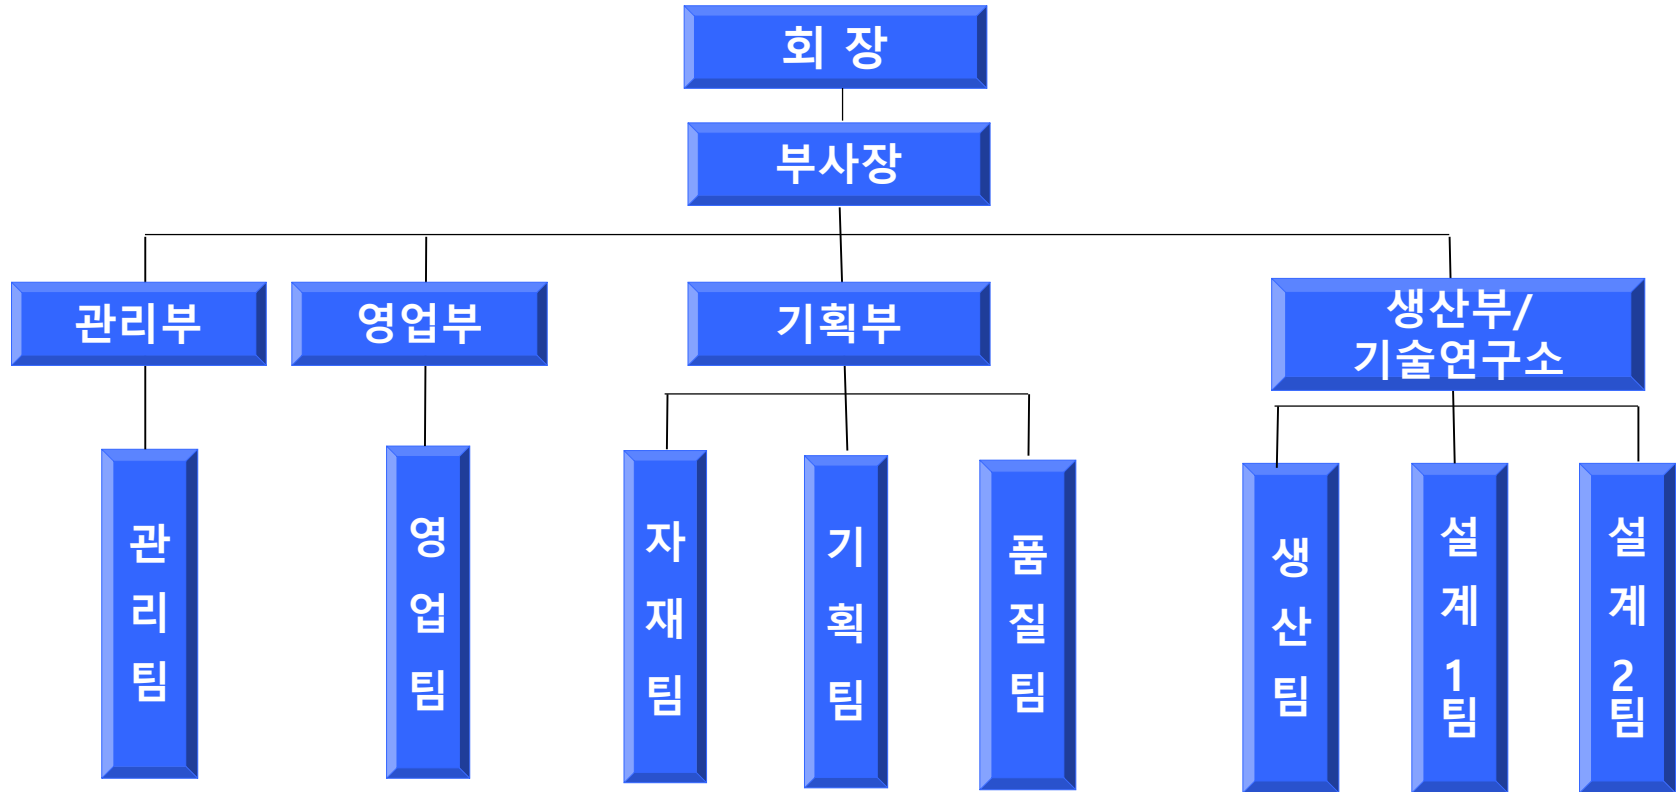 회 장
부사장
관리부
영업부
기획부
생산부/
기술연구소
관
리
팀
영
업
팀
자
재
팀
기
획
팀
품
질
팀
생
산
팀
설
계
1
팀
설
계
2
팀